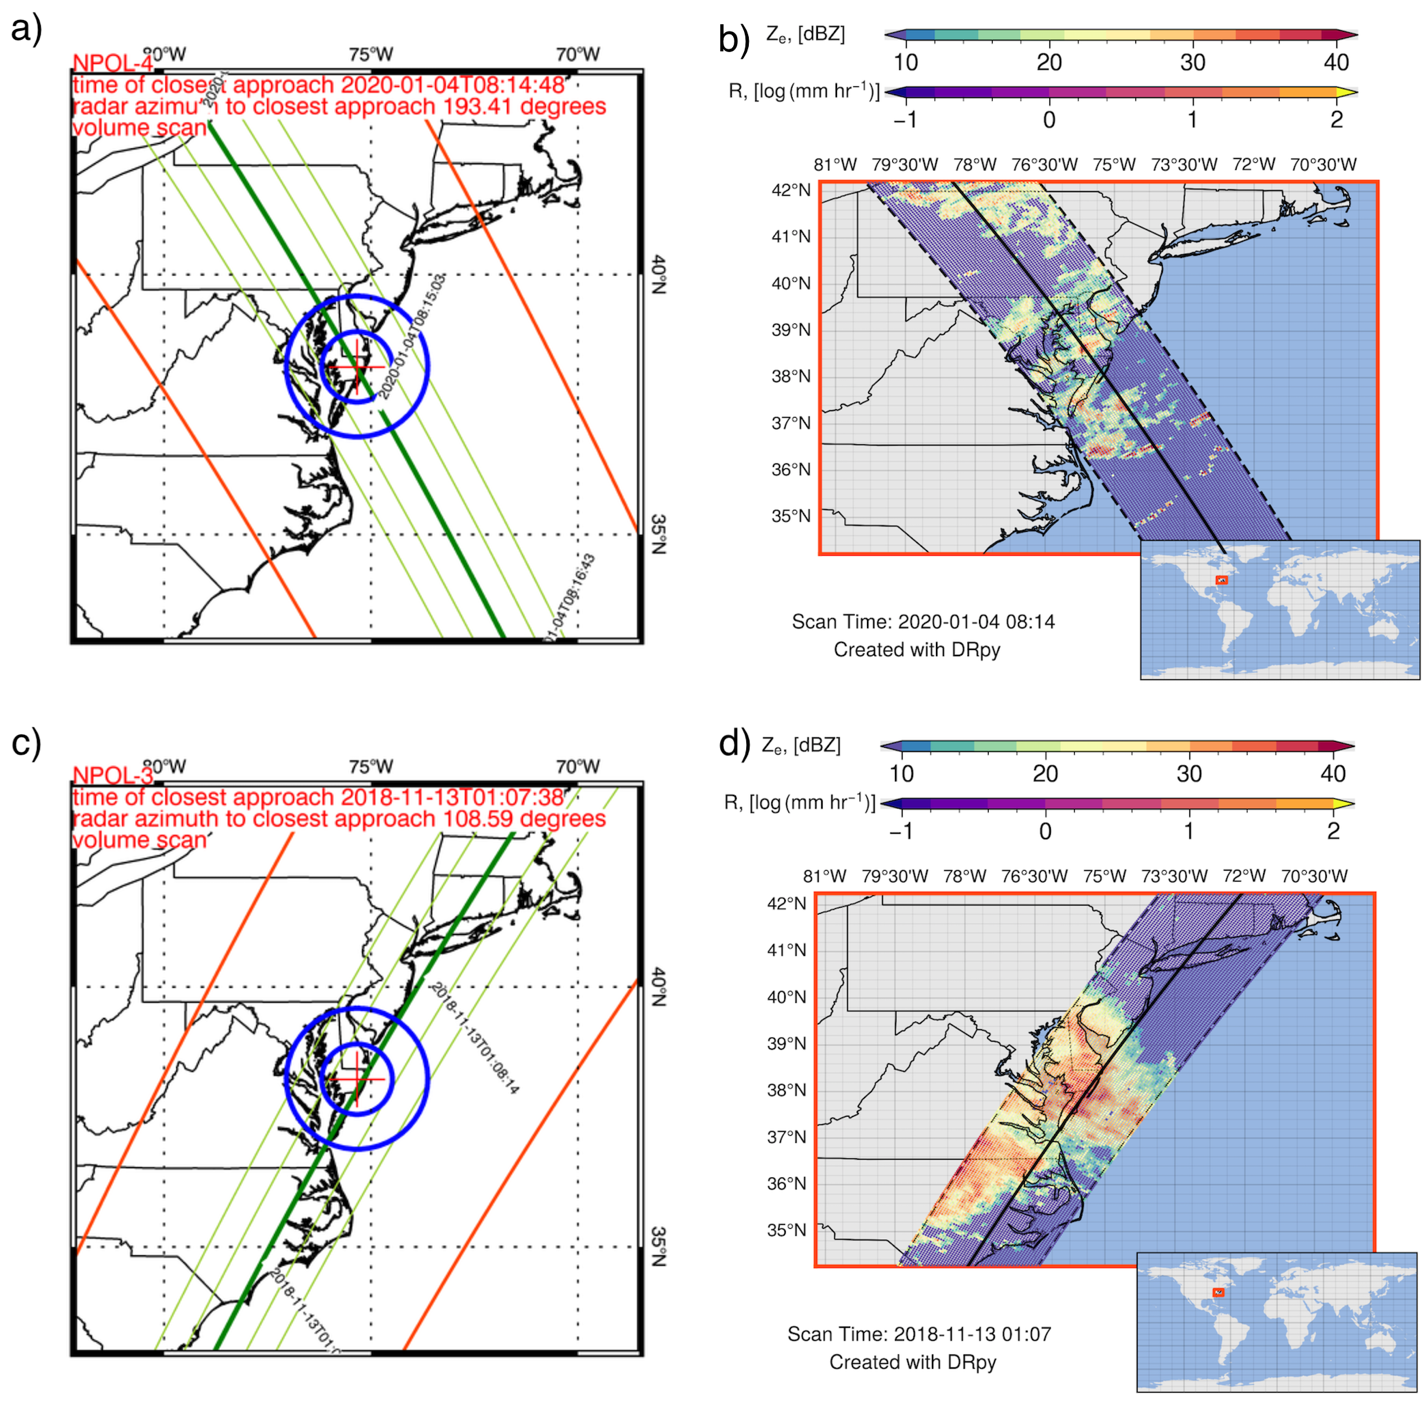 a)
80°W 75°W 70°W
NPOL-4
time of closest approach 2020-01-04T08:14:48
radar azimuth to closest approach 193.41 degrees
volume scan
2020-
40°N
2020-01-04T08:15:03
35°N
01-04T08:16:43
b)
Ze, [dBZ]
10 20 30 40
R, [log (mm hr⁻¹)]
−1 0 1 2
81°W 79°30'W 78°W 76°30'W 75°W 73°30'W 72°W 70°30'W
42°N
41°N
40°N
39°N
38°N
37°N
36°N
35°N
Scan Time: 2020-01-04 08:14
Created with DRpy
c)
80°W 75°W 70°W
NPOL-3
time of closest approach 2018-11-13T01:07:38
radar azimuth to closest approach 108.59 degrees
volume scan
40°N
2018-11-13T01:08:14
35°N
2018-11-13T01:
d)
Ze, [dBZ]
10 20 30 40
R, [log (mm hr⁻¹)]
−1 0 1 2
81°W 79°30'W 78°W 76°30'W 75°W 73°30'W 72°W 70°30'W
42°N
41°N
40°N
39°N
38°N
37°N
36°N
35°N
Scan Time: 2018-11-13 01:07
Created with DRpy